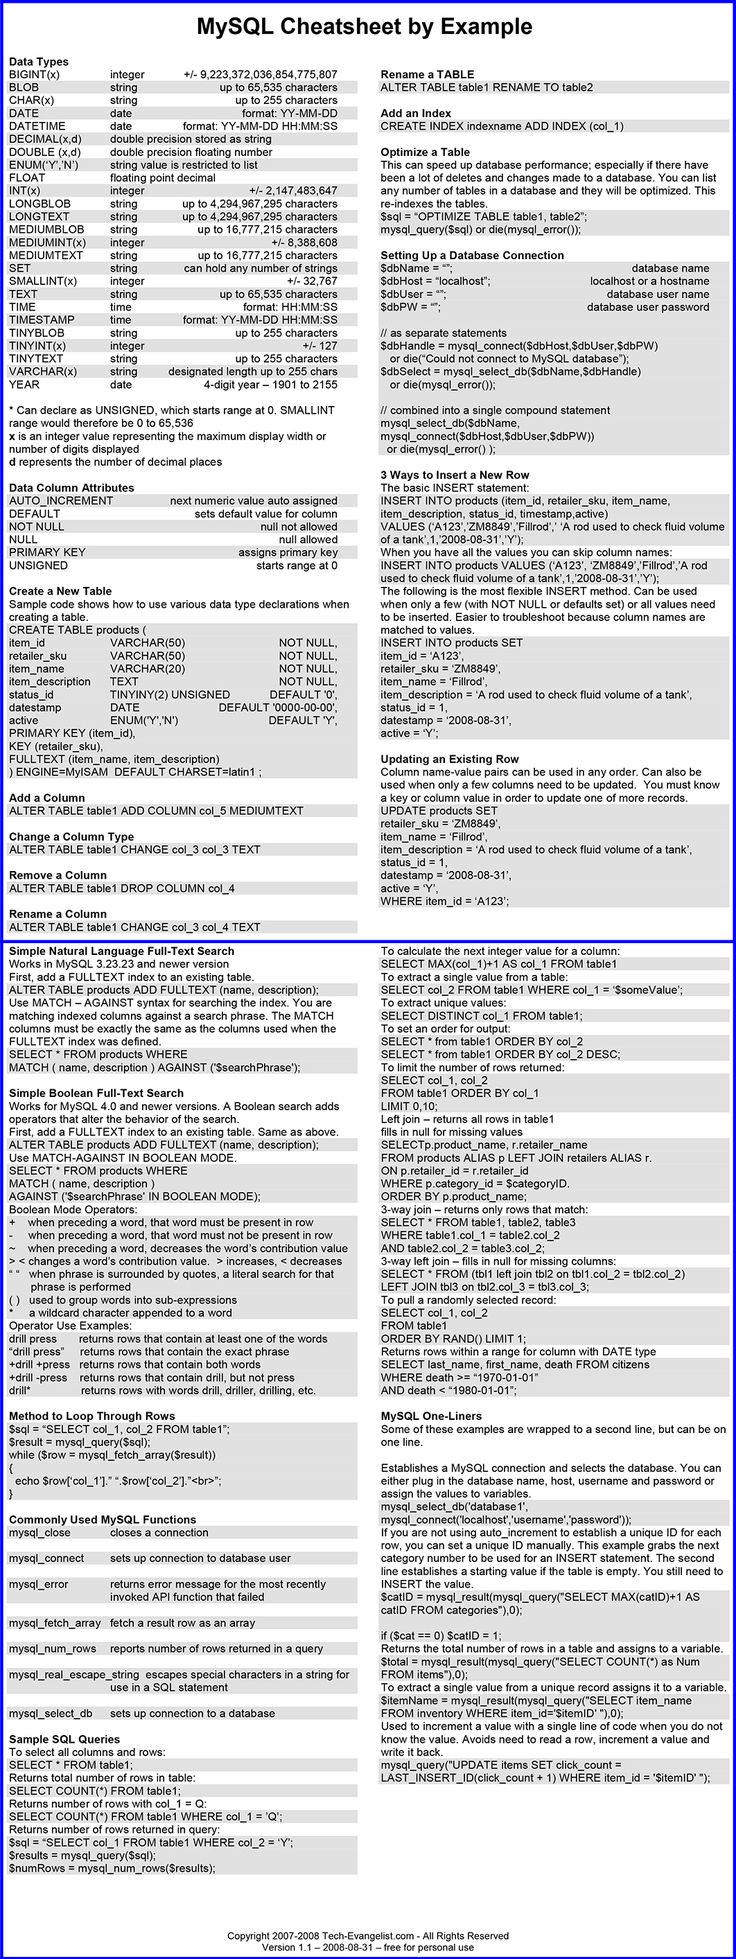 MySQL Cheatsheet by Example
Data Types
BIGINT(x) integer +/- 9,223,372,036,854,775,807
BLOB string up to 65,535 characters
CHAR(x) string up to 255 characters
DATE date format: YY-MM-DD
DATETIME date format: YY-MM-DD HH:MM:SS
DECIMAL(x,d) double precision stored as string
DOUBLE (x,d) double precision floating number
ENUM('Y','N') string value is restricted to list
FLOAT floating point decimal
INT(x) integer +/- 2,147,483,647
LONGBLOB string up to 4,294,967,295 characters
LONGTEXT string up to 4,294,967,295 characters
MEDIUMBLOB string up to 16,777,215 characters
MEDIUMINT(x) integer +/- 8,388,608
MEDIUMTEXT string up to 16,777,215 characters
SET string can hold any number of strings
SMALLINT(x) integer +/- 32,767
TEXT string up to 65,535 characters
TIME time format: HH:MM:SS
TIMESTAMP time format: YY-MM-DD HH:MM:SS
TINYBLOB string up to 255 characters
TINYINT(x) integer +/- 127
TINYTEXT string up to 255 characters
VARCHAR(x) string designated length up to 255 chars
YEAR date 4-digit year – 1901 to 2155
* Can declare as UNSIGNED, which starts range at 0. SMALLINT
range would therefore be 0 to 65,536
x is an integer value representing the maximum display width or
number of digits displayed
d represents the number of decimal places
Data Column Attributes
AUTO_INCREMENT next numeric value auto assigned
DEFAULT sets default value for column
NOT NULL null not allowed
NULL null allowed
PRIMARY KEY assigns primary key
UNSIGNED starts range at 0
Create a New Table
Sample code shows how to use various data type declarations when
creating a table.
CREATE TABLE products (
item_id VARCHAR(50) NOT NULL,
retailer_sku VARCHAR(50) NOT NULL,
item_name VARCHAR(20) NOT NULL,
item_description TEXT NOT NULL,
status_id TINYINY(2) UNSIGNED DEFAULT '0',
datestamp DATE DEFAULT '0000-00-00',
active ENUM('Y','N') DEFAULT 'Y',
PRIMARY KEY (item_id),
KEY (retailer_sku),
FULLTEXT (item_name, item_description)
) ENGINE=MyISAM DEFAULT CHARSET=latin1 ;
Add a Column
ALTER TABLE table1 ADD COLUMN col_5 MEDIUMTEXT
Change a Column Type
ALTER TABLE table1 CHANGE col_3 col_3 TEXT
Remove a Column
ALTER TABLE table1 DROP COLUMN col_4
Rename a Column
ALTER TABLE table1 CHANGE col_3 col_4 TEXT
Rename a TABLE
ALTER TABLE table1 RENAME TO table2
Add an Index
CREATE INDEX indexname ADD INDEX (col_1)
Optimize a Table
This can speed up database performance; especially if there have
been a lot of deletes and changes made to a database. You can list
any number of tables in a database and they will be optimized. This
re-indexes the tables.
$sql = “OPTIMIZE TABLE table1, table2”;
mysql_query($sql) or die(mysql_error());
Setting Up a Database Connection
$dbName = “”; database name
$dbHost = “localhost”; localhost or a hostname
$dbUser = “”; database user name
$dbPW = “”; database user password
// as separate statements
$dbHandle = mysql_connect($dbHost,$dbUser,$dbPW)
or die(“Could not connect to MySQL database”);
$dbSelect = mysql_select_db($dbName,$dbHandle)
or die(mysql_error());
// combined into a single compound statement
mysql_select_db($dbName,
mysql_connect($dbHost,$dbUser,$dbPW))
or die(mysql_error() );
3 Ways to Insert a New Row
The basic INSERT statement:
INSERT INTO products (item_id, retailer_sku, item_name,
item_description, status_id, timestamp,active)
VALUES (‘A123’,’ZM8849’,’Fillrod’,’ ‘A rod used to check fluid volume
of a tank’,1,’2008-08-31’,’Y’);
When you have all the values you can skip column names:
INSERT INTO products VALUES (‘A123’, ‘ZM8849’,’Fillrod’,’A rod
used to check fluid volume of a tank’,1,’2008-08-31’,’Y’);
The following is the most flexible INSERT method. Can be used
when only a few (with NOT NULL or defaults set) or all values need
to be inserted. Easier to troubleshoot because column names are
matched to values.
INSERT INTO products SET
item_id = ‘A123’,
retailer_sku = ‘ZM8849’,
item_name = ‘Fillrod’,
item_description = ‘A rod used to check fluid volume of a tank’,
status_id = 1,
datestamp = ‘2008-08-31’,
active = ‘Y’;
Updating an Existing Row
Column name-value pairs can be used in any order. Can also be
used when only a few columns need to be updated. You must know
a key or column value in order to update one of more records.
UPDATE products SET
retailer_sku = ‘ZM8849’,
item_name = ‘Fillrod’,
item_description = ‘A rod used to check fluid volume of a tank’,
status_id = 1,
datestamp = ‘2008-08-31’,
active = ‘Y’,
WHERE item_id = ‘A123’;
Simple Natural Language Full-Text Search
Works in MySQL 3.23.23 and newer version
First, add a FULLTEXT index to an existing table.
ALTER TABLE products ADD FULLTEXT (name, description);
Use MATCH – AGAINST syntax for searching the index. You are
matching indexed columns against a search phrase. The MATCH
columns must be exactly the same as the columns used when the
FULLTEXT index was defined.
SELECT * FROM products WHERE
MATCH ( name, description ) AGAINST ('$searchPhrase');
Simple Boolean Full-Text Search
Works for MySQL 4.0 and newer versions. A Boolean search adds
operators that alter the behavior of the search.
First, add a FULLTEXT index to an existing table. Same as above.
ALTER TABLE products ADD FULLTEXT (name, description);
Use MATCH-AGAINST IN BOOLEAN MODE.
SELECT * FROM products WHERE
MATCH ( name, description )
AGAINST ('$searchPhrase' IN BOOLEAN MODE);
Boolean Mode Operators:
+ when preceding a word, that word must be present in row
- when preceding a word, that word must not be present in row
~ when preceding a word, decreases the word’s contribution value
> < changes a word’s contribution value. > increases, < decreases
“ “ when phrase is surrounded by quotes, a literal search for that
phrase is performed
( ) used to group words into sub-expressions
* a wildcard character appended to a word
Operator Use Examples:
drill press returns rows that contain at least one of the words
“drill press” returns rows that contain the exact phrase
+drill +press returns rows that contain both words
+drill -press returns rows that contain drill, but not press
drill* returns rows with words drill, driller, drilling, etc.
Method to Loop Through Rows
$sql = “SELECT col_1, col_2 FROM table1”;
$result = mysql_query($sql);
while ($row = mysql_fetch_array($result))
{
echo $row[‘col_1’].” “.$row[‘col_2’].”<br>”;
}
Commonly Used MySQL Functions
mysql_close closes a connection
mysql_connect sets up connection to database user
mysql_error returns error message for the most recently
invoked API function that failed
mysql_fetch_array fetch a result row as an array
mysql_num_rows reports number of rows returned in a query
mysql_real_escape_string escapes special characters in a string for
use in a SQL statement
mysql_select_db sets up connection to a database
Sample SQL Queries
To select all columns and rows:
SELECT * FROM table1;
Returns total number of rows in table:
SELECT COUNT(*) FROM table1;
Returns number of rows with col_1 = Q:
SELECT COUNT(*) FROM table1 WHERE col_1 = ’Q’;
Returns number of rows returned in query:
$sql = “SELECT col_1 FROM table1 WHERE col_2 = ‘Y’;
$results = mysql_query($sql);
$numRows = mysql_num_rows($results);
To calculate the next integer value for a column:
SELECT MAX(col_1)+1 AS col_1 FROM table1
To extract a single value from a table:
SELECT col_2 FROM table1 WHERE col_1 = ‘$someValue’;
To extract unique values:
SELECT DISTINCT col_1 FROM table1;
To set an order for output:
SELECT * from table1 ORDER BY col_2
SELECT * from table1 ORDER BY col_2 DESC;
To limit the number of rows returned:
SELECT col_1, col_2
FROM table1 ORDER BY col_1
LIMIT 0,10;
Left join – returns all rows in table1
fills in null for missing values
SELECTp.product_name, r.retailer_name
FROM products ALIAS p LEFT JOIN retailers ALIAS r.
ON p.retailer_id = r.retailer_id
WHERE p.category_id = $categoryID.
ORDER BY p.product_name;
3-way join – returns only rows that match:
SELECT * FROM table1, table2, table3
WHERE table1.col_1 = table2.col_2
AND table2.col_2 = table3.col_2;
3-way left join – fills in null for missing columns:
SELECT * FROM (tbl1 left join tbl2 on tbl1.col_2 = tbl2.col_2)
LEFT JOIN tbl3 on tbl2.col_3 = tbl3.col_3;
To pull a randomly selected record:
SELECT col_1, col_2
FROM table1
ORDER BY RAND() LIMIT 1;
Returns rows within a range for column with DATE type
SELECT last_name, first_name, death FROM citizens
WHERE death >= “1970-01-01”
AND death < “1980-01-01”;
MySQL One-Liners
Some of these examples are wrapped to a second line, but can be on
one line.
Establishes a MySQL connection and selects the database. You can
either plug in the database name, host, username and password or
assign the values to variables.
mysql_select_db('database1',
mysql_connect('localhost','username','password'));
If you are not using auto_increment to establish a unique ID for each
row, you can set a unique ID manually. This example grabs the next
category number to be used for an INSERT statement. The second
line establishes a starting value if the table is empty. You still need to
INSERT the value.
$catID = mysql_result(mysql_query("SELECT MAX(catID)+1 AS
catID FROM categories"),0);
if ($cat == 0) $catID = 1;
Returns the total number of rows in a table and assigns to a variable.
$total = mysql_result(mysql_query("SELECT COUNT(*) as Num
FROM items"),0);
To extract a single value from a unique record assigns it to a variable.
$itemName = mysql_result(mysql_query("SELECT item_name
FROM inventory WHERE item_id='$itemID' "),0);
Used to increment a value with a single line of code when you do not
know the value. Avoids need to read a row, increment a value and
write it back.
mysql_query("UPDATE items SET click_count =
LAST_INSERT_ID(click_count + 1) WHERE item_id = '$itemID' ");
Copyright 2007-2008 Tech-Evangelist.com - All Rights Reserved
Version 1.1 – 2008-08-31 – free for personal use